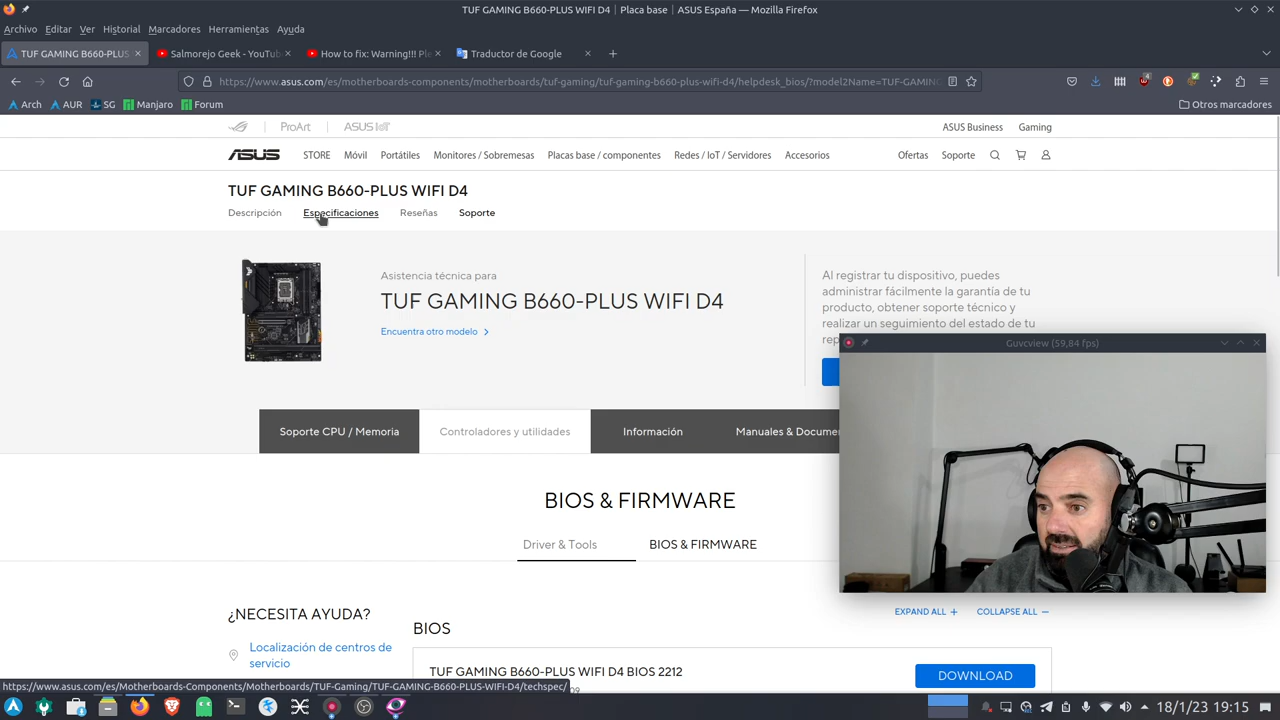 TUF GAMING B660-PLUS WIFI D4 | Placa base | ASUS España — Mozilla Firefox
Archivo Editar Ver Historial Marcadores Herramientas Ayuda
TUF GAMING B660-PLUS
Salmorejo Geek - YouTub
How to fix: Warning!!! Ple
Traductor de Google
https://www.asus.com/es/motherboards-components/motherboards/tuf-gaming/tuf-gaming-b660-plus-wifi-d4/helpdesk_bios/?model2Name=TUF-GAMING
Arch AUR SG Manjaro Forum Otros marcadores
ProArt ASUS IoT ASUS Business Gaming
ASUS STORE Móvil Portátiles Monitores / Sobremesas Placas base / componentes Redes / IoT / Servidores Accesorios Ofertas Soporte
TUF GAMING B660-PLUS WIFI D4
Descripción Especificaciones Reseñas Soporte
Asistencia técnica para
TUF GAMING B660-PLUS WIFI D4
Encuentra otro modelo
Al registrar tu dispositivo, puedes
administrar fácilmente la garantía de tu
producto, obtener soporte técnico y
realizar un seguimiento del estado de tu
rep
Guvcview (59,84 fps)
Soporte CPU / Memoria Controladores y utilidades Información Manuales & Documen
BIOS & FIRMWARE
Driver & Tools BIOS & FIRMWARE
¿NECESITA AYUDA?
Localización de centros de
servicio
EXPAND ALL + COLLAPSE ALL −
BIOS
TUF GAMING B660-PLUS WIFI D4 BIOS 2212
DOWNLOAD
https://www.asus.com/es/Motherboards-Components/Motherboards/TUF-Gaming/TUF-GAMING-B660-PLUS-WIFI-D4/techspec/
18/1/23 19:15